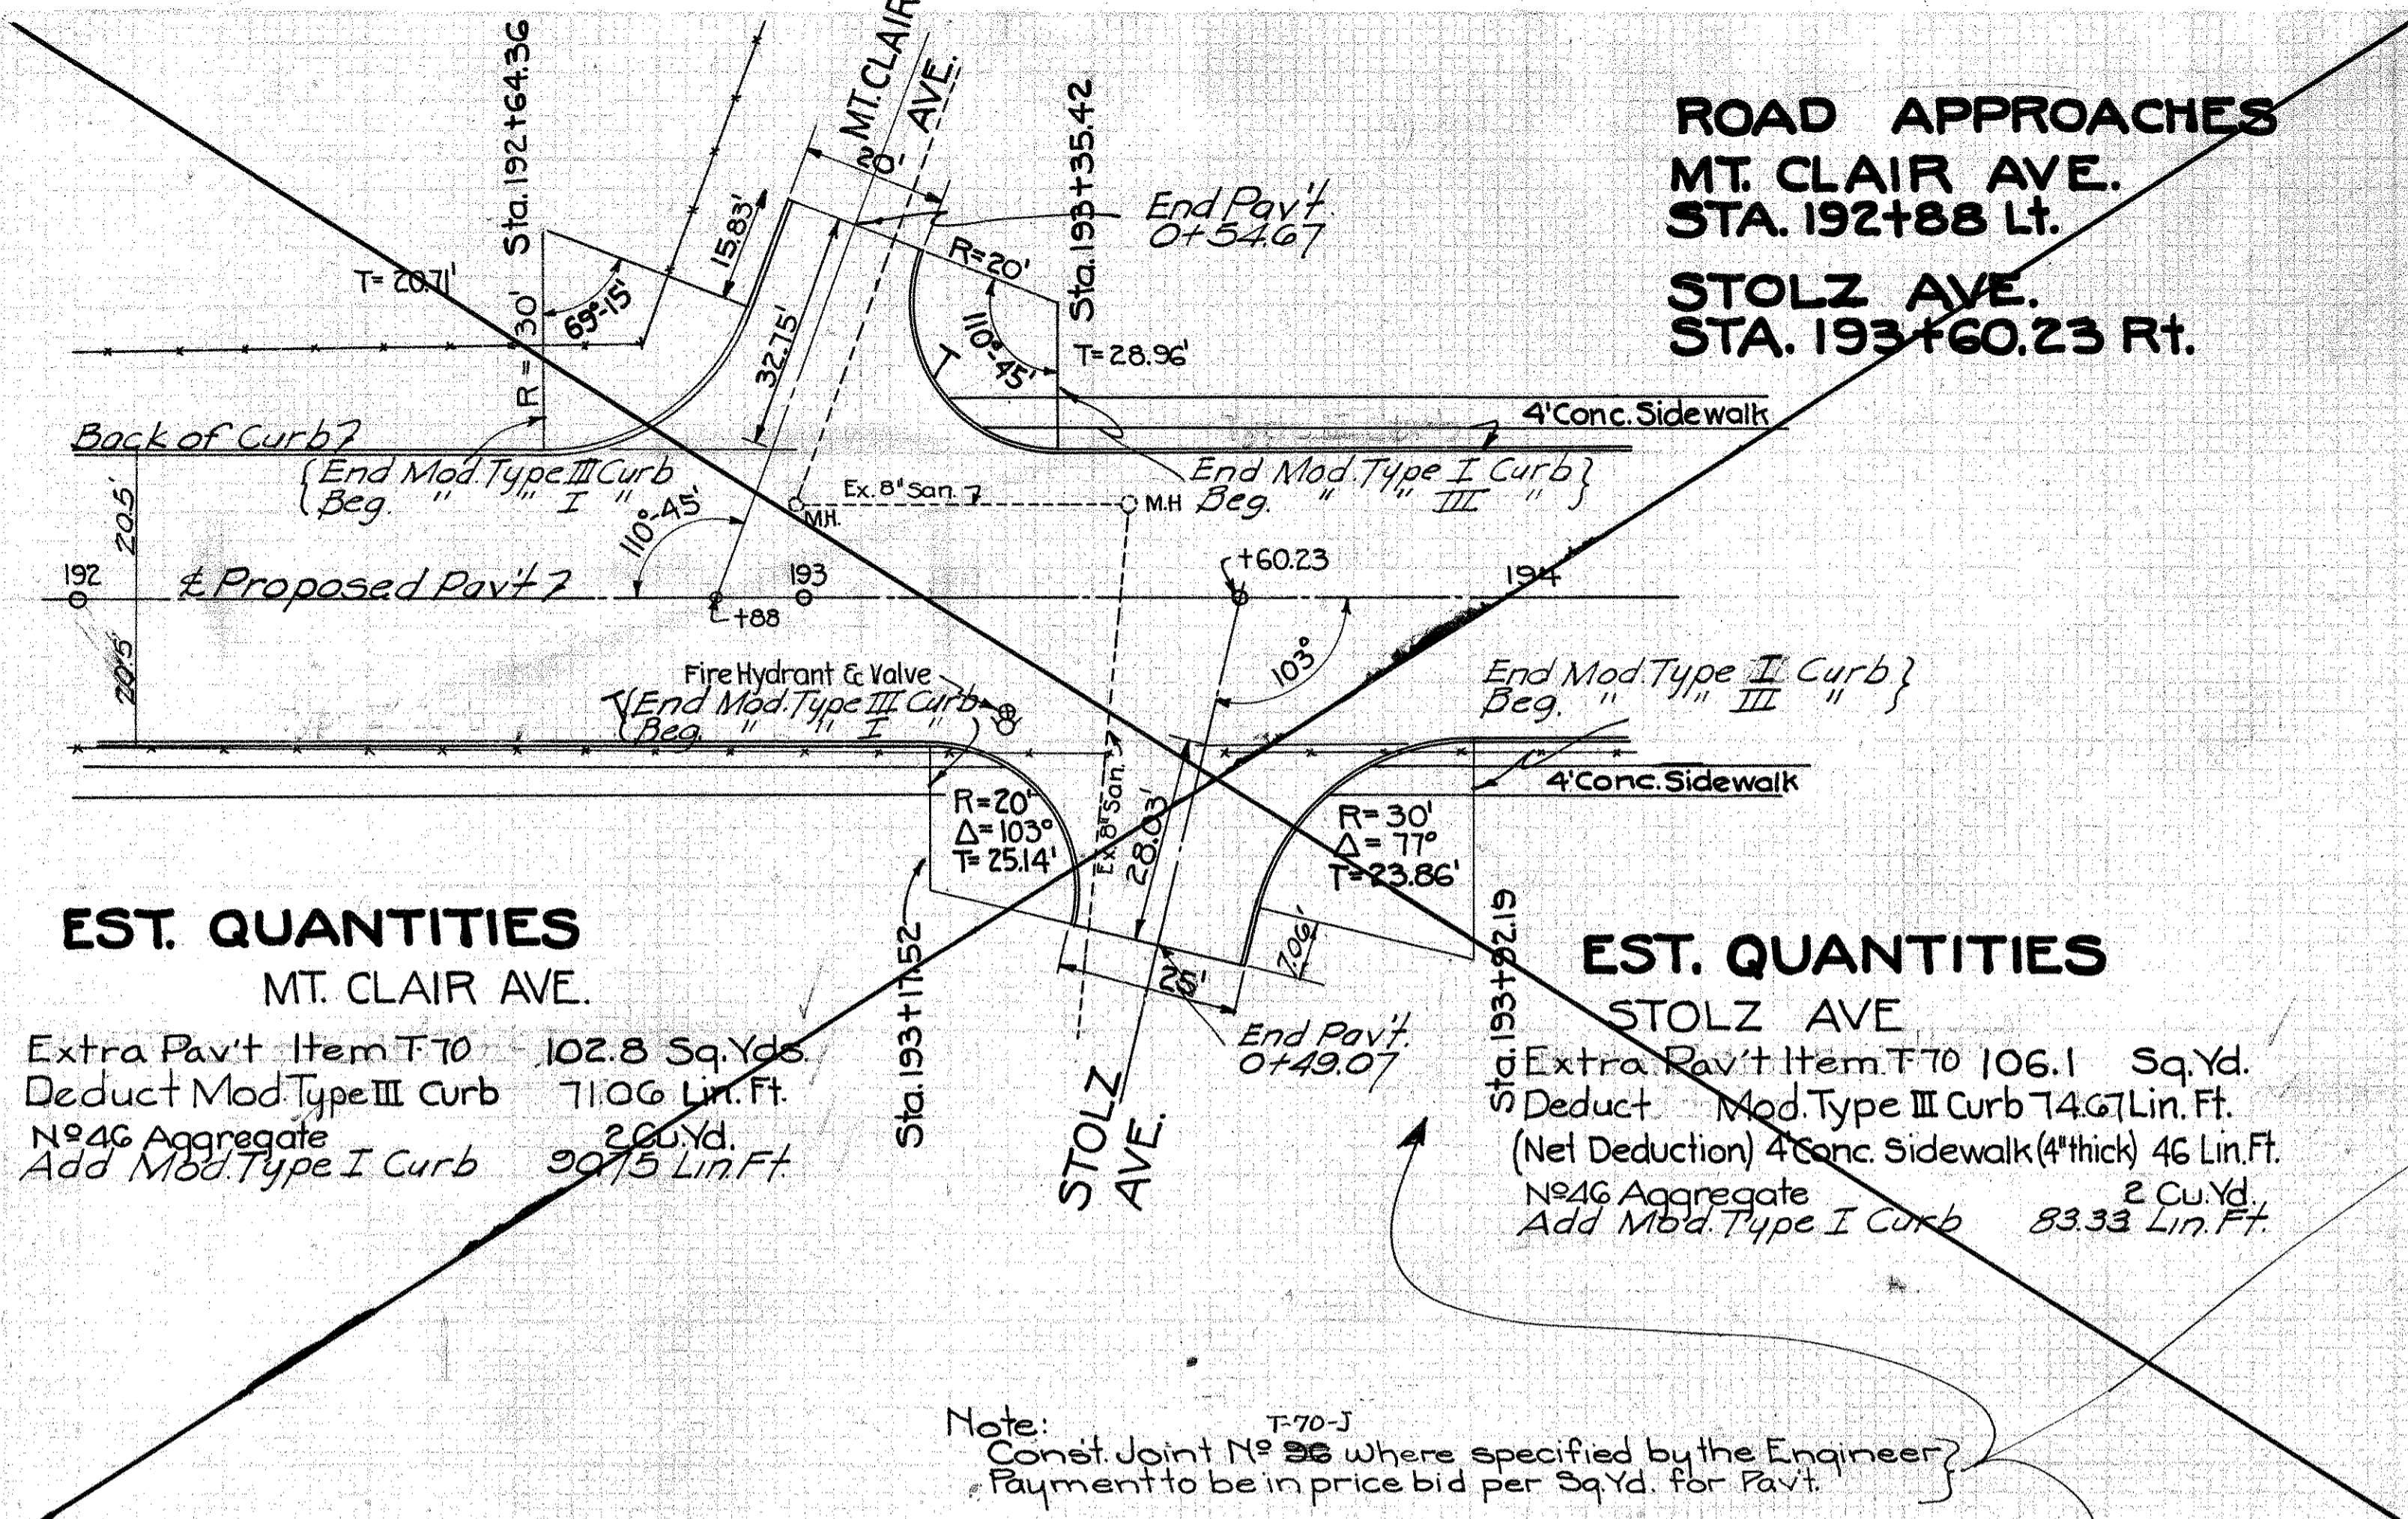 ROAD APPROACHES
MT. CLAIR AVE.
STA. 192+88 Lt.
STOLZ AVE.
STA. 193+60.23 Rt.
Sta. 192+64.36
MT. CLAIR
AVE.
20'
Sta. 193+35.42
End Pav't.
0+54.67
15.83'
R=20'
T= 20.71'
69°-15'
R = 30'
32.75'
110°-45'
T=28.96'
T
4' Conc. Sidewalk
Back of Curb
End Mod. Type III Curb
Beg. " " I "
End Mod. Type I Curb
Beg. " " III "
20.5'
110°-45'
Ex. 8" San.
M.H.
M.H
192
₵ Proposed Pav't
193
+88
+60.23
194
20.5'
103°
Fire Hydrant & Valve
End Mod. Type III Curb
Beg. " " I "
End Mod. Type I Curb
Beg. " " III "
4' Conc. Sidewalk
R=20'
Δ=103°
T=25.14'
Ex. 8" San.
28.03'
R=30'
Δ=77°
T=23.86'
7.06'
Sta. 193+17.52
Sta. 193+92.19
End Pav't.
0+49.07
STOLZ
AVE.
EST. QUANTITIES
MT. CLAIR AVE.
Extra Pav't Item T-70 102.8 Sq. Yds.
Deduct Mod. Type III Curb 71.06 Lin. Ft.
Nº46 Aggregate 2 Cu. Yd.
Add Mod. Type I Curb 90.75 Lin. Ft.
EST. QUANTITIES
STOLZ AVE
Extra Pav't Item T-70 106.1 Sq. Yd.
Deduct Mod. Type III Curb 74.67 Lin. Ft.
(Net Deduction) 4' Conc. Sidewalk (4" thick) 46 Lin. Ft.
Nº46 Aggregate 2 Cu. Yd.
Add Mod. Type I Curb 83.33 Lin. Ft.
Note: T-70-J
Const. Joint Nº where specified by the Engineer
Payment to be in price bid per Sq. Yd. for Pav't.